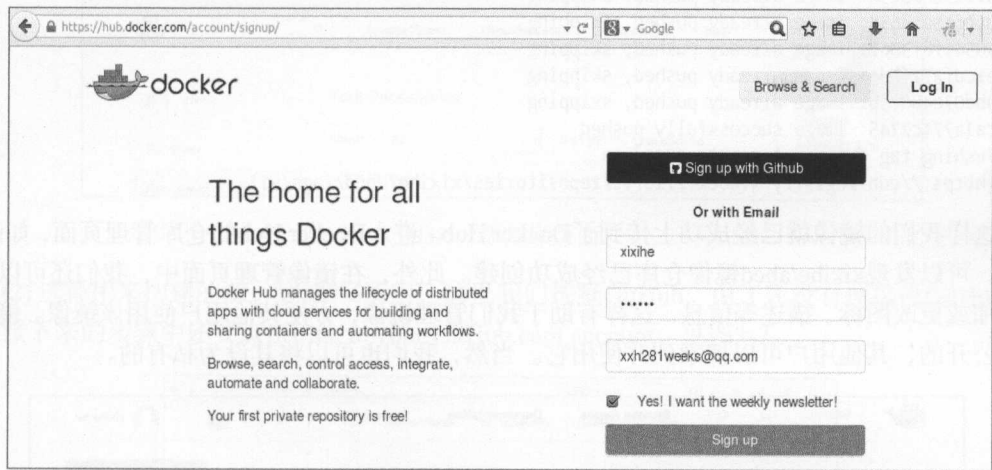 https://hub.docker.com/account/signup/
Google
docker
Browse & Search
Log In
Sign up with Github
The home for all
things Docker
Or with Email
xixihe
Docker Hub manages the lifecycle of distributed
apps with cloud services for building and
sharing containers and automating workflows.
xxh281weeks@qq.com
Browse, search, control access, integrate,
automate and collaborate.
Yes! I want the weekly newsletter!
Your first private repository is free!
Sign up